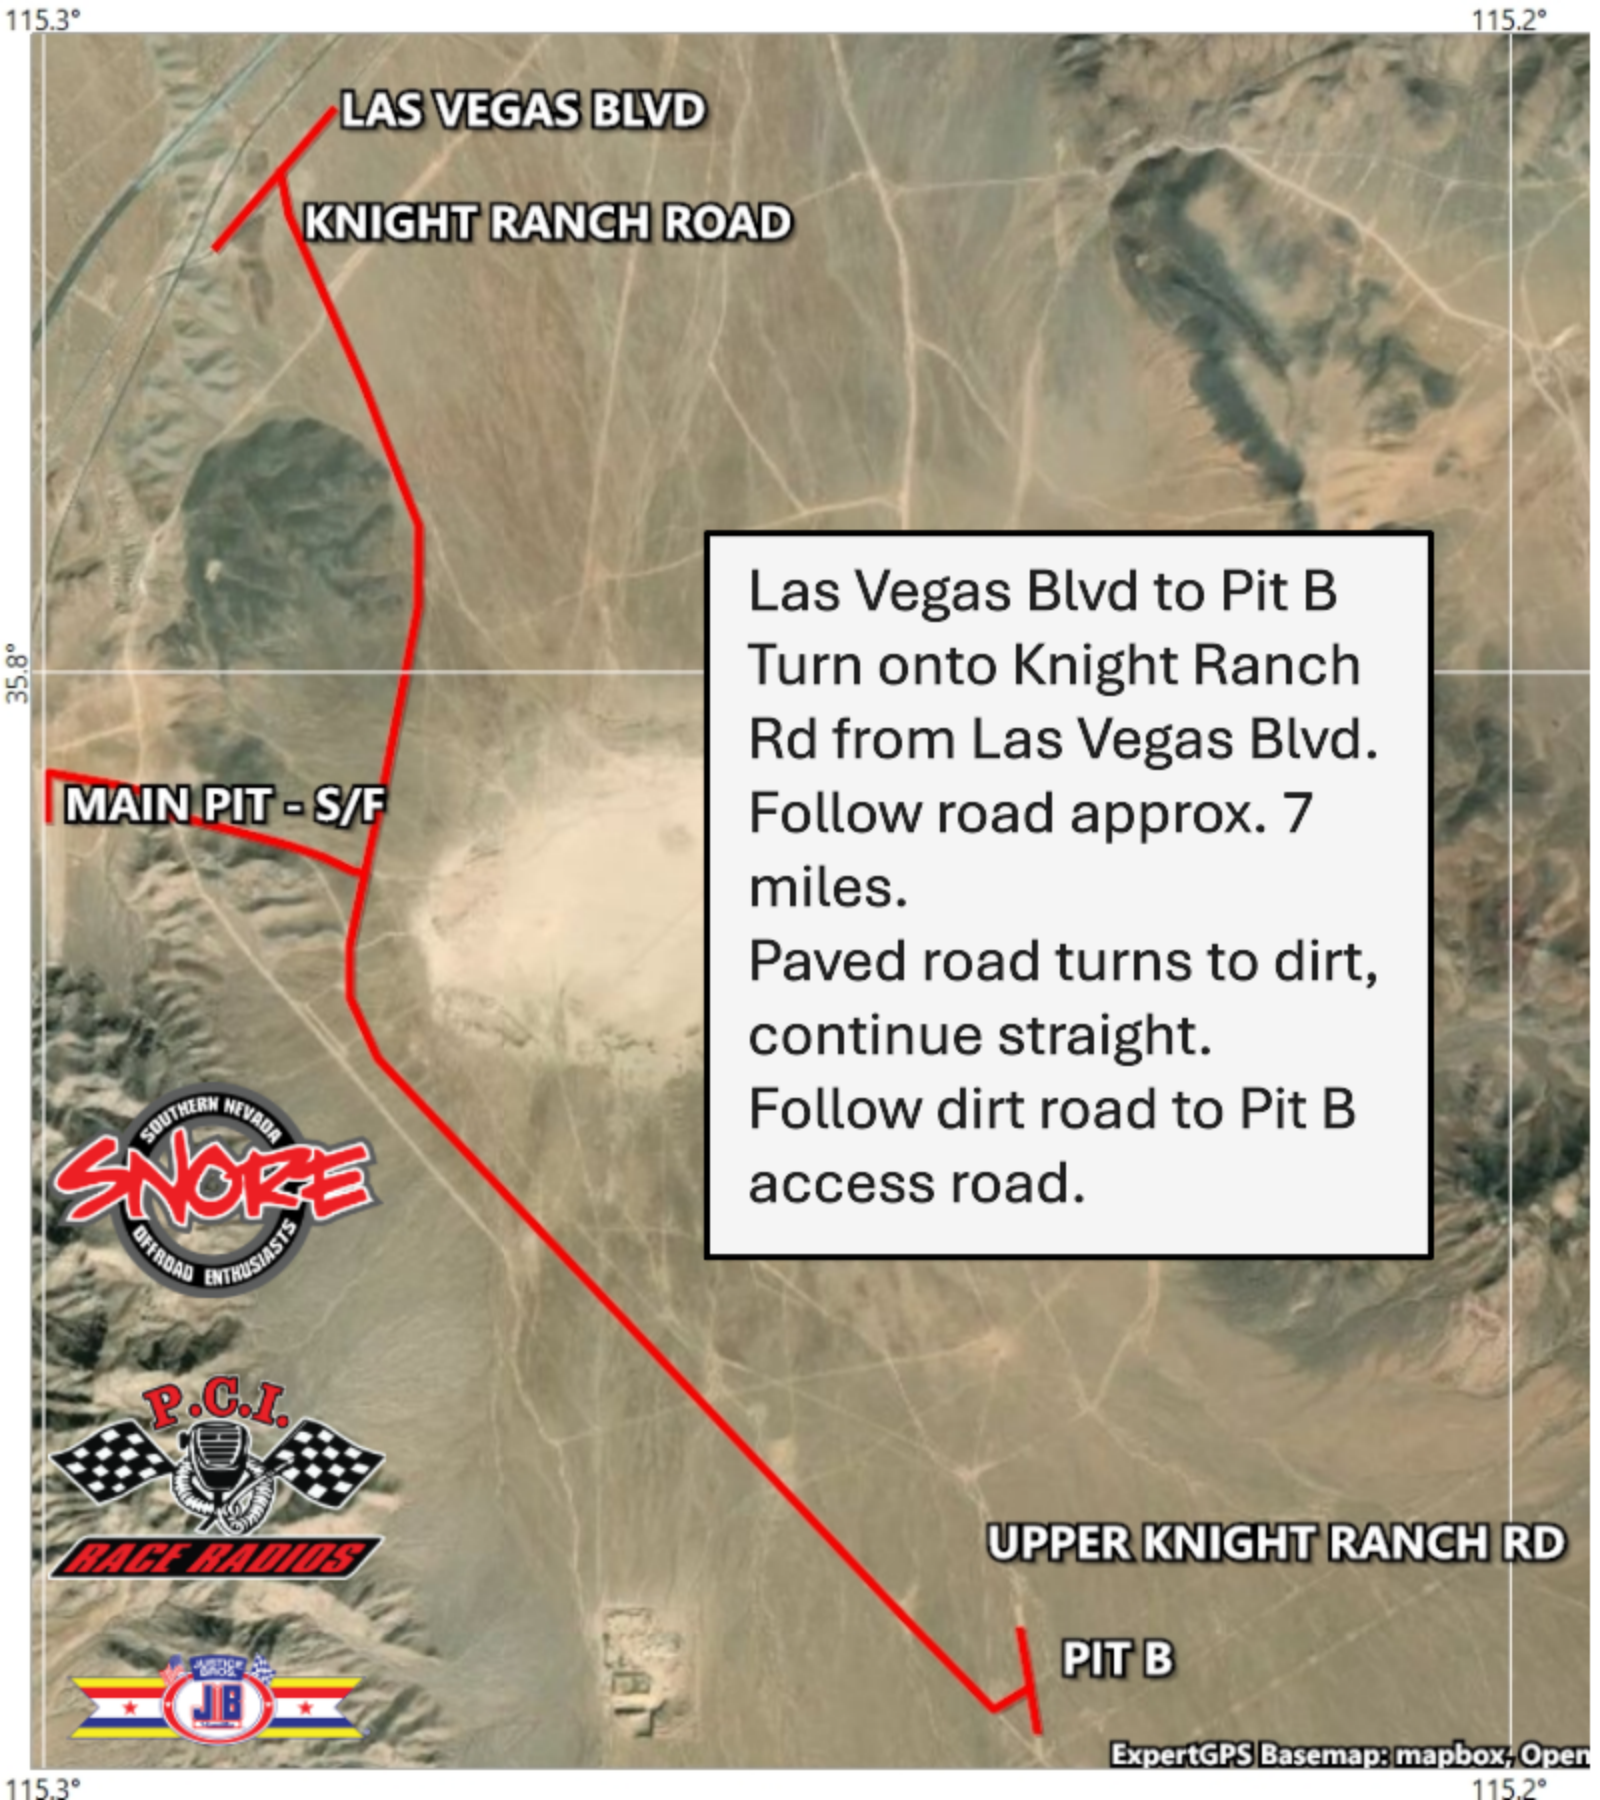 115.3°
115.2°
LAS VEGAS BLVD
KNIGHT RANCH ROAD
35.8°
MAIN PIT - S/F
Las Vegas Blvd to Pit B
Turn onto Knight Ranch
Rd from Las Vegas Blvd.
Follow road approx. 7
miles.
Paved road turns to dirt,
continue straight.
Follow dirt road to Pit B
access road.
SOUTHERN NEVADA
SNORE
OFFROAD ENTHUSIASTS
P.C.I.
RACE RADIOS
UPPER KNIGHT RANCH RD
PIT B
JUSTICE
BROS.
JB
ExpertGPS Basemap: mapbox, Open
115.3°
115.2°